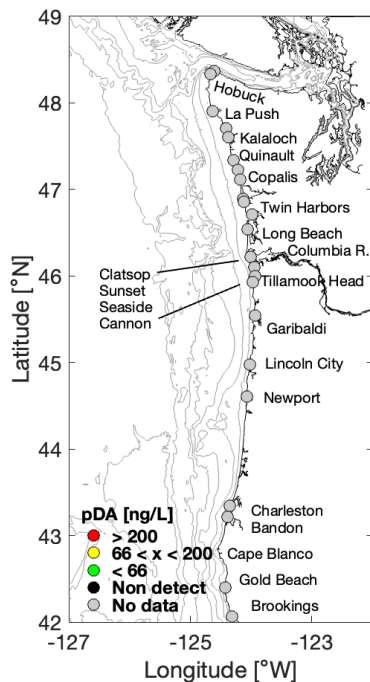 49
48
47
46
45
44
43
42
Latitude [°N]
Hobuck
La Push
Kalaloch
Quinault
Copalis
Twin Harbors
Long Beach
Columbia R.
Clatsop
Sunset
Seaside
Cannon
Tillamook Head
Garibaldi
Lincoln City
Newport
Charleston
Bandon
Cape Blanco
Gold Beach
Brookings
pDA [ng/L]
> 200
66 < x < 200
< 66
Non detect
No data
-127
-125
-123
Longitude [°W]